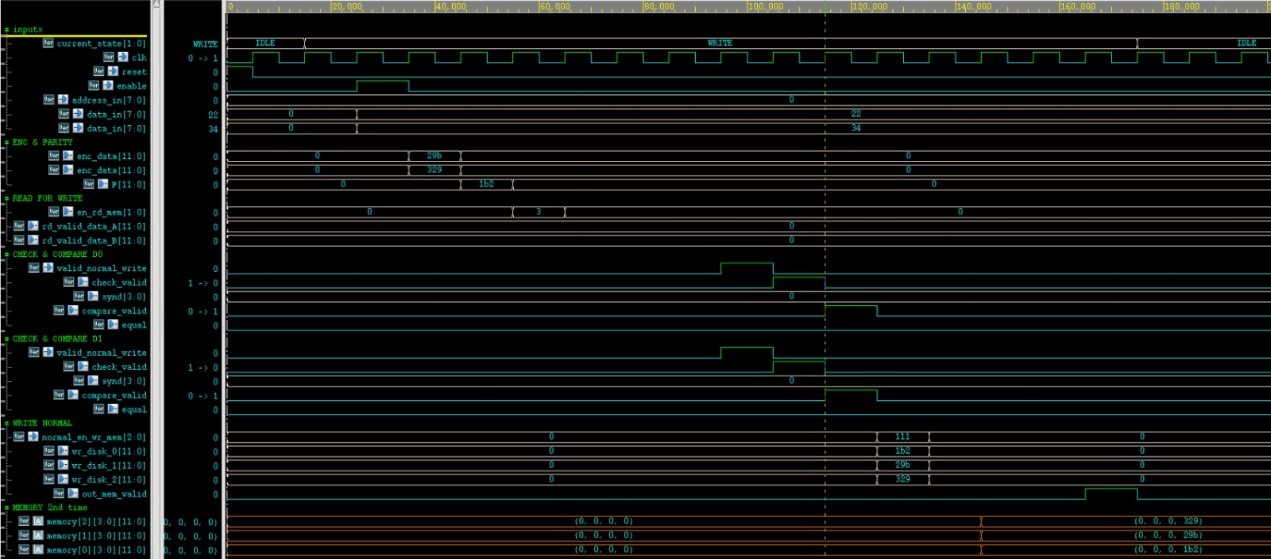 0 20,000 40,000 60,000 80,000 100,000 120,000 140,000 160,000 180,000
inputs
current_state[1:0] WRITE IDLE WRITE IDLE
clk 0 -> 1
reset 0
enable 0
address_in[7:0] 0 0
data_in[7:0] 22 0 22
data_in[7:0] 34 0 34
ENC & PARITY
enc_data[11:0] 0 0 29b 0
enc_data[11:0] 0 0 329 0
P[11:0] 0 0 1b2 0
READ FOR WRITE
en_rd_mem[1:0] 0 0 3 0
rd_valid_data_A[11:0] 0 0
rd_valid_data_B[11:0] 0 0
CHECK & COMPARE D0
valid_normal_write 0
check_valid 1 -> 0
synd[3:0] 0 0
compare_valid 0 -> 1
equal 0
CHECK & COMPARE D1
valid_normal_write 0
check_valid 1 -> 0
synd[3:0] 0 0
compare_valid 0 -> 1
equal 0
WRITE NORMAL
normal_en_wr_mem[2:0] 0 0 111 0
wr_disk_0[11:0] 0 0 1b2 0
wr_disk_1[11:0] 0 0 29b 0
wr_disk_2[11:0] 0 0 329 0
out_mem_valid 0
MEMORY 2nd time
memory[2][3:0][11:0] 0, 0, 0, 0) (0, 0, 0, 0) (0, 0, 0, 329)
memory[1][3:0][11:0] 0, 0, 0, 0) (0, 0, 0, 0) (0, 0, 0, 29b)
memory[0][3:0][11:0] 0, 0, 0, 0) (0, 0, 0, 0) (0, 0, 0, 1b2)